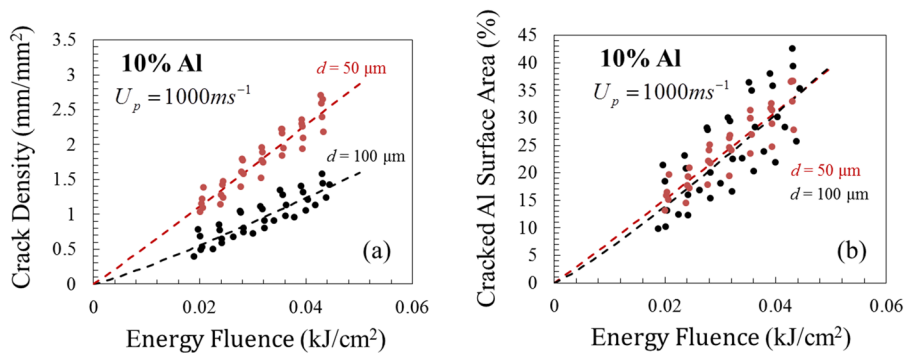 3.5
3
2.5
2
1.5
1
0.5
0
0
0.02
0.04
0.06
Crack Density (mm/mm²)
Energy Fluence (kJ/cm²)
10% Al
U_p = 1000ms⁻¹
d = 50 μm
d = 100 μm
(a)
45
40
35
30
25
20
15
10
5
0
0
0.02
0.04
0.06
Cracked Al Surface Area (%)
Energy Fluence (kJ/cm²)
10% Al
U_p = 1000ms⁻¹
d = 50 μm
d = 100 μm
(b)